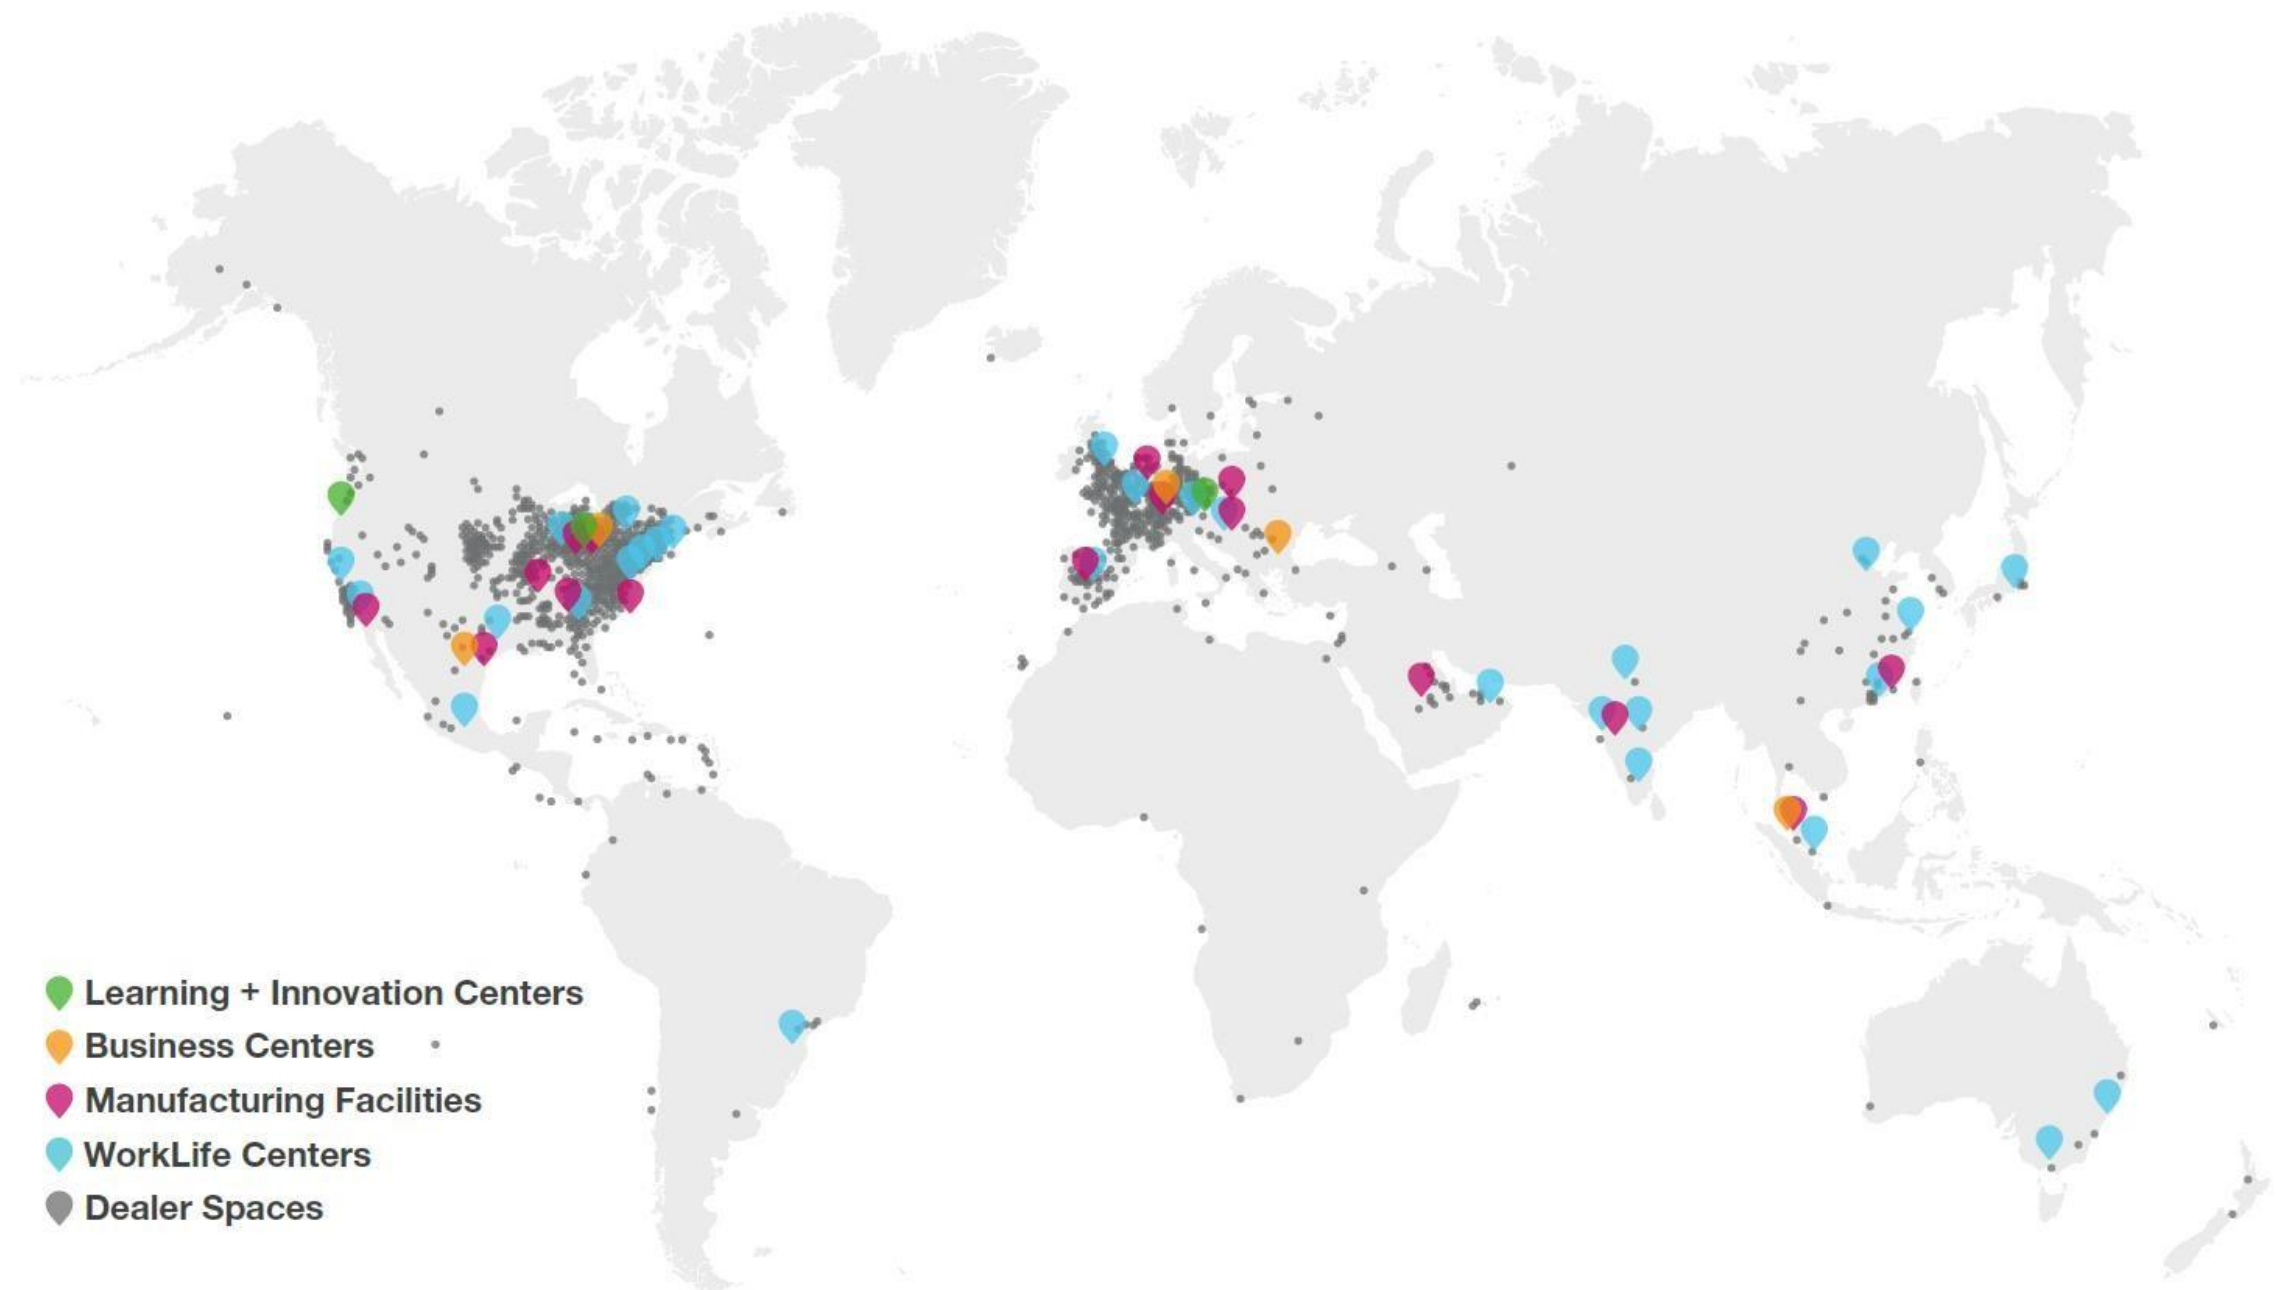 Learning + Innovation Centers
Business Centers
Manufacturing Facilities
WorkLife Centers
Dealer Spaces